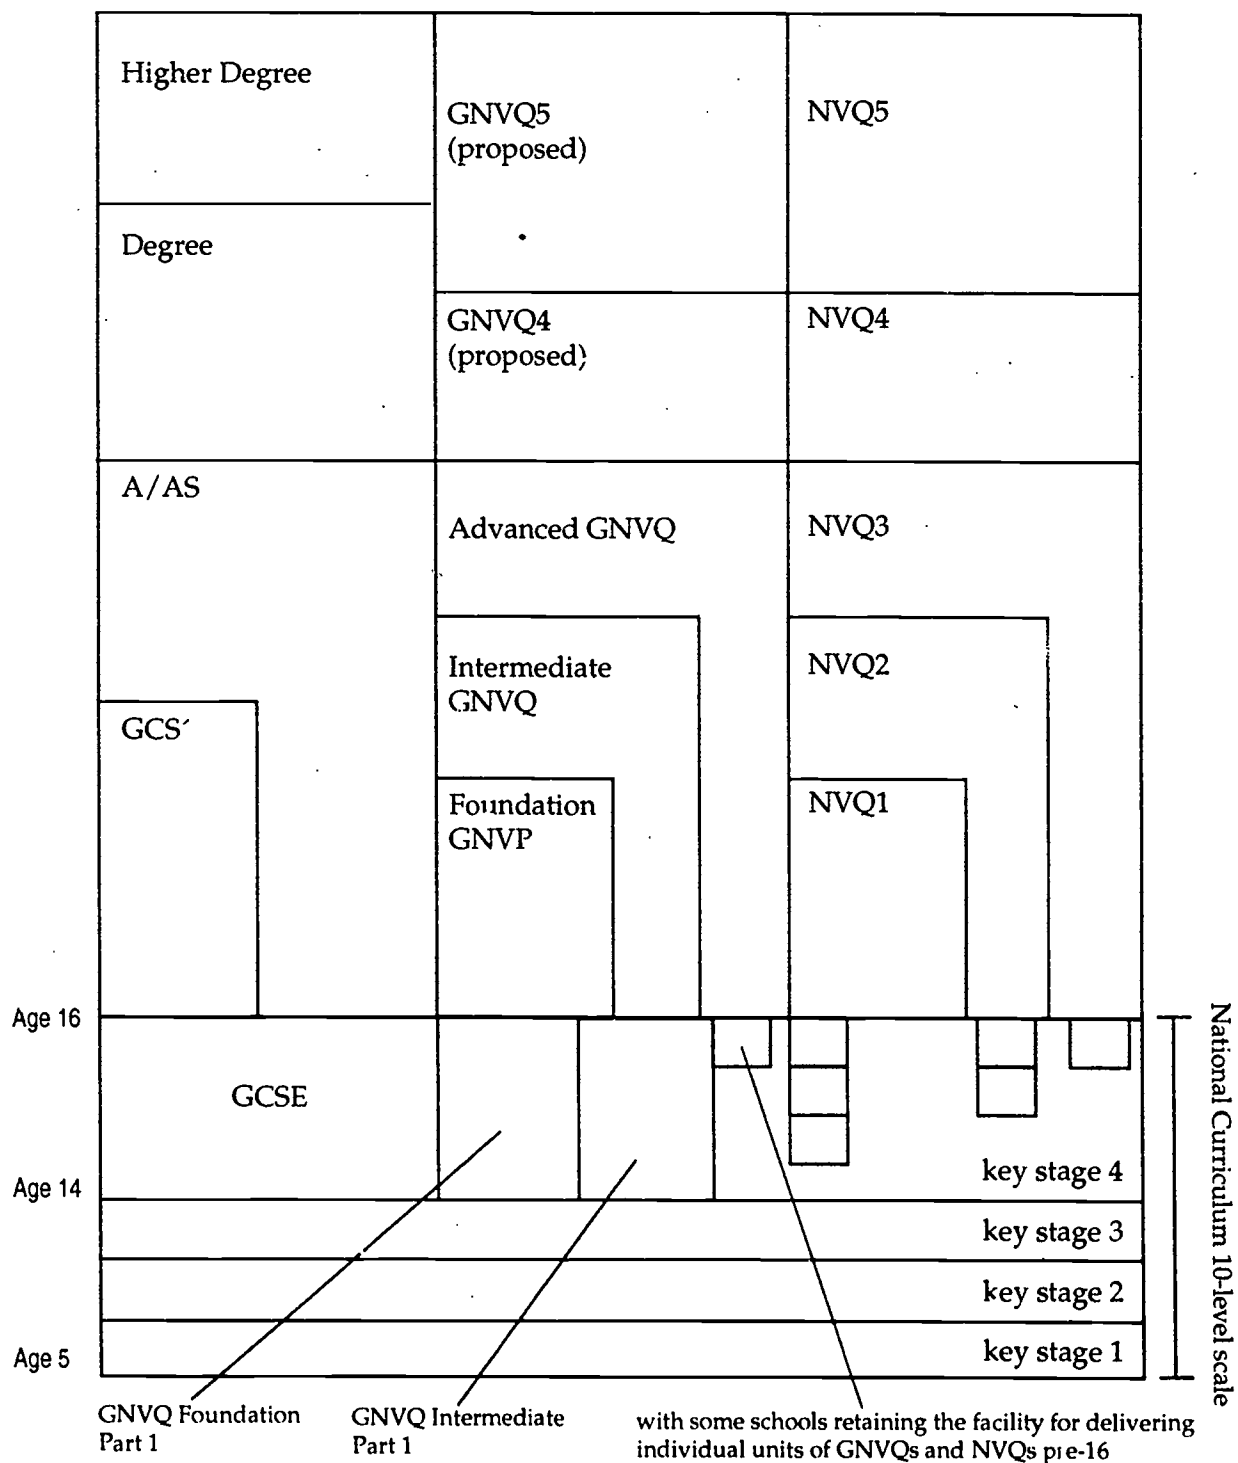 Higher Degree
GNVQ5
(proposed)
NVQ5
Degree
GNVQ4
(proposed)
NVQ4
A/AS
Advanced GNVQ
NVQ3
Intermediate
GNVQ
NVQ2
GCS´
Foundation
GNVP
NVQ1
Age 16
GCSE
Age 14
key stage 4
key stage 3
key stage 2
Age 5
key stage 1
National Curriculum 10-level scale
GNVQ Foundation
Part 1
GNVQ Intermediate
Part 1
with some schools retaining the facility for delivering
individual units of GNVQs and NVQs pre-16